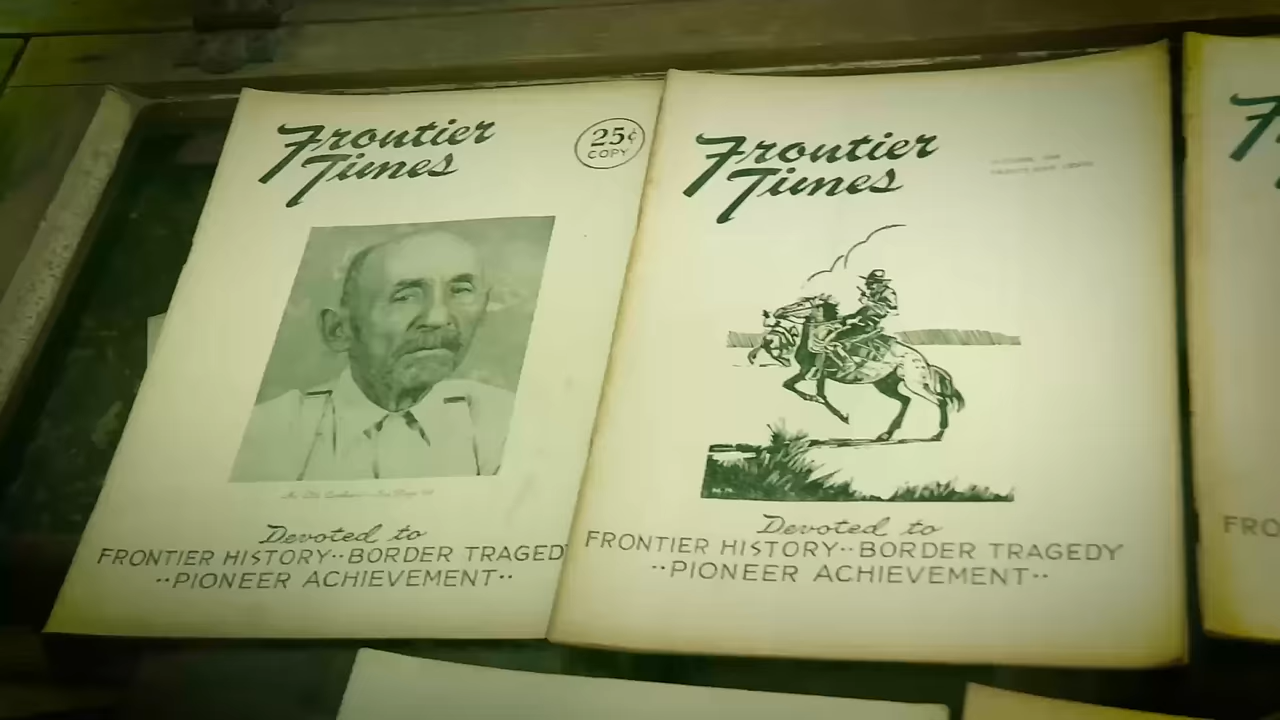 Frontier
Times
25¢
COPY
Devoted to
FRONTIER HISTORY··BORDER TRAGED
··PIONEER ACHIEVEMENT··
Frontier
Times
Devoted to
FRONTIER HISTORY··BORDER TRAGEDY
··PIONEER ACHIEVEMENT··
F
FRO